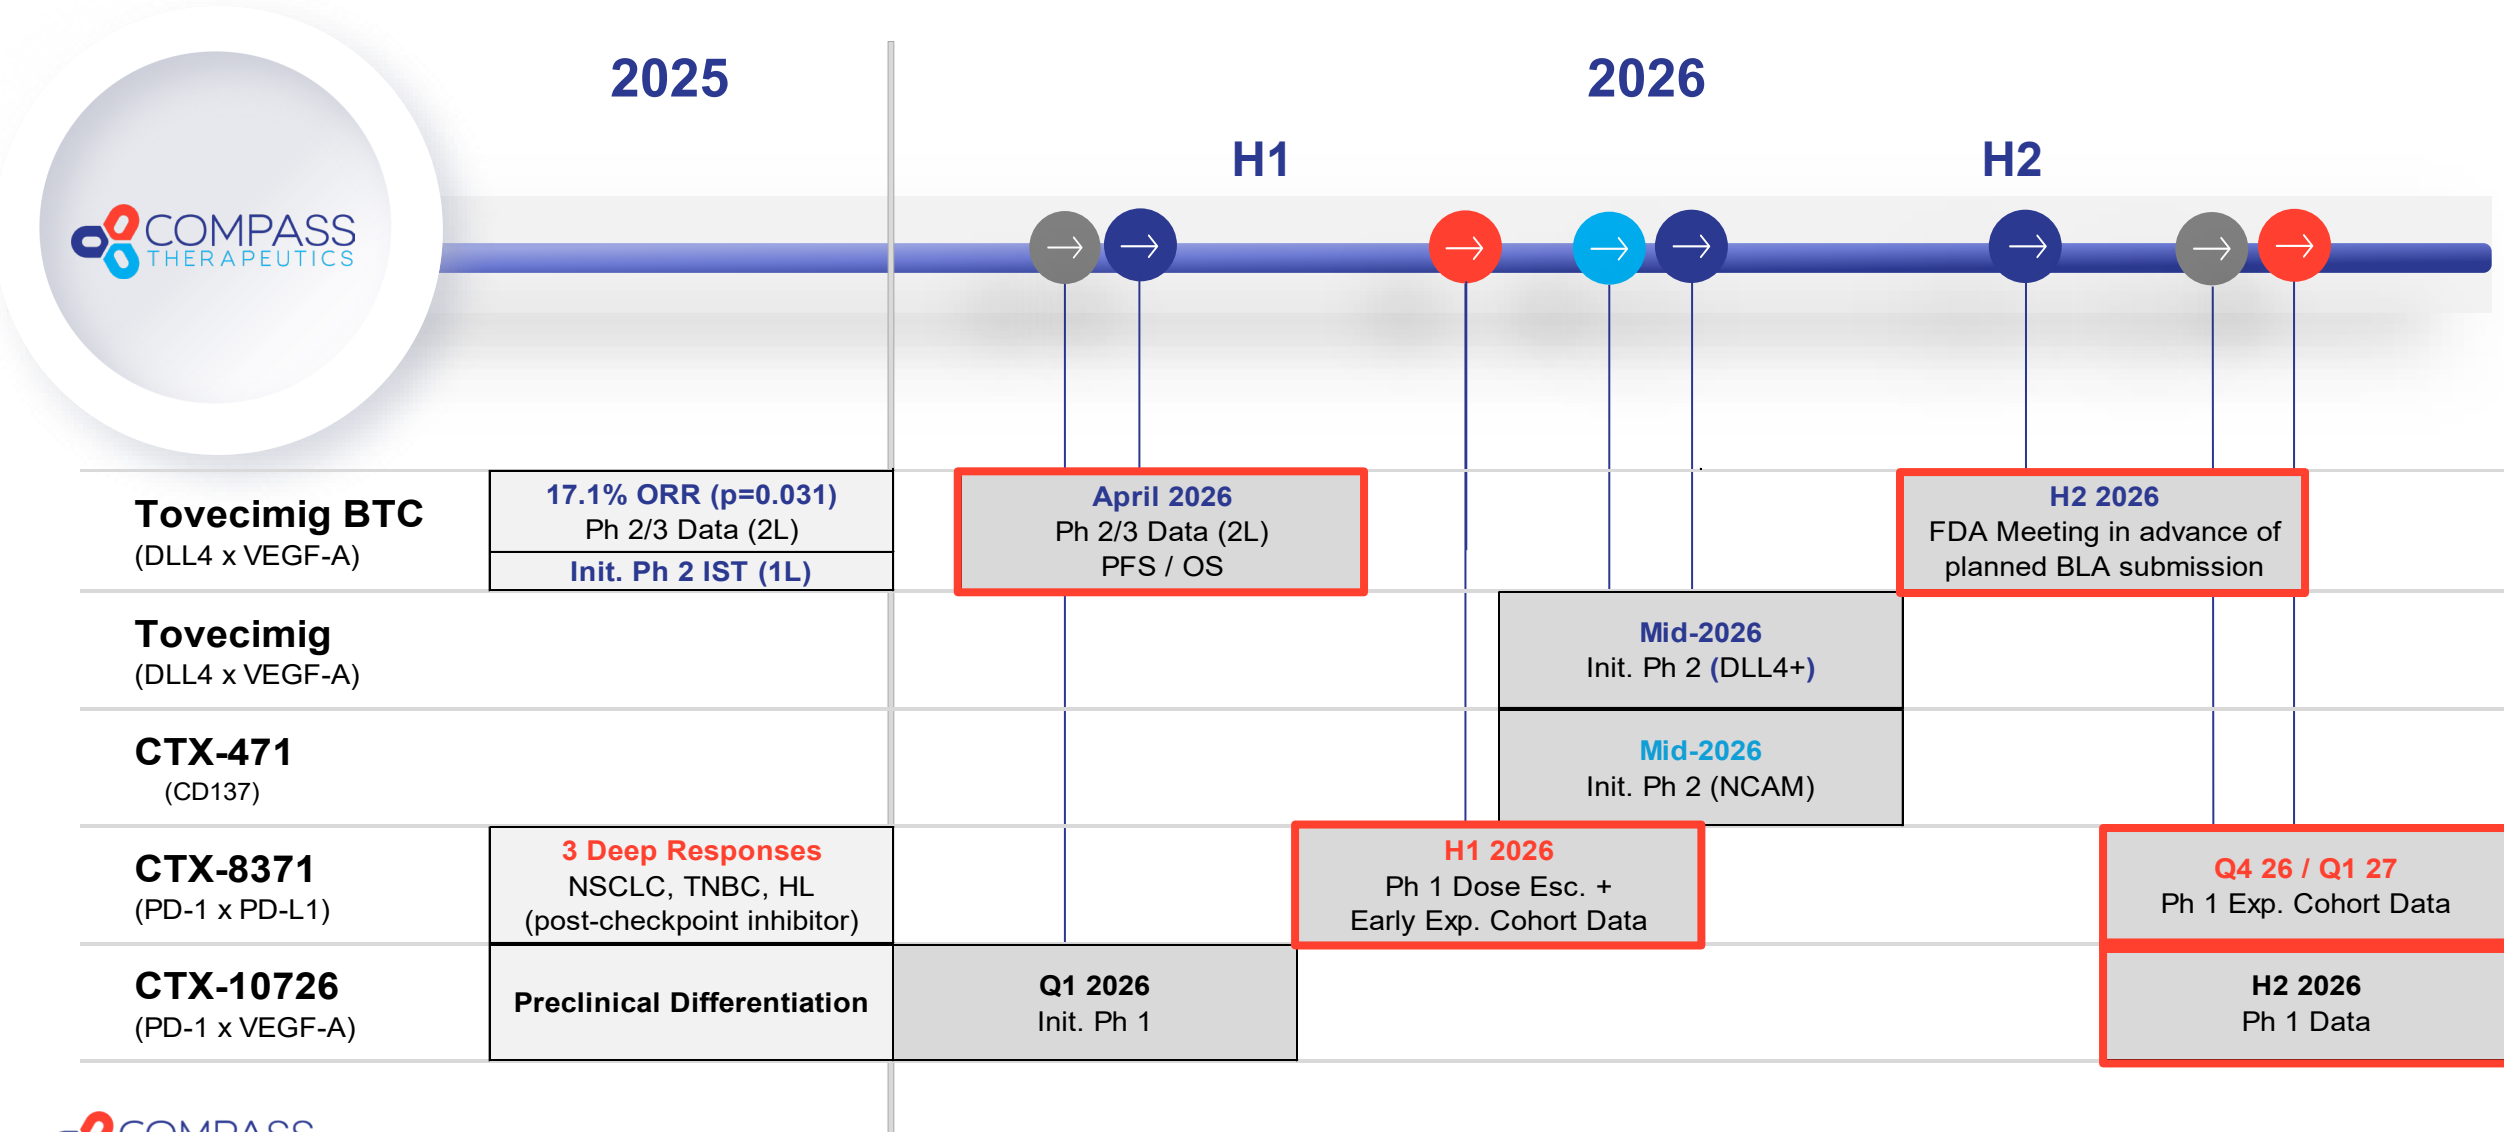 2025
2026
H1
H2
COMPASS
THERAPEUTICS
Tovecimig BTC
(DLL4 x VEGF-A)
17.1% ORR (p=0.031)
Ph 2/3 Data (2L)
Init. Ph 2 IST (1L)
April 2026
Ph 2/3 Data (2L)
PFS / OS
H2 2026
FDA Meeting in advance of
planned BLA submission
Tovecimig
(DLL4 x VEGF-A)
Mid-2026
Init. Ph 2 (DLL4+)
CTX-471
(CD137)
Mid-2026
Init. Ph 2 (NCAM)
CTX-8371
(PD-1 x PD-L1)
3 Deep Responses
NSCLC, TNBC, HL
(post-checkpoint inhibitor)
H1 2026
Ph 1 Dose Esc. +
Early Exp. Cohort Data
Q4 26 / Q1 27
Ph 1 Exp. Cohort Data
CTX-10726
(PD-1 x VEGF-A)
Preclinical Differentiation
Q1 2026
Init. Ph 1
H2 2026
Ph 1 Data
COMPASS